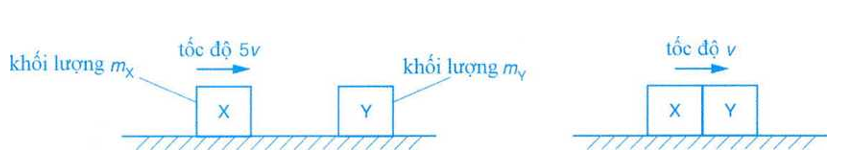 tốc độ 5v
khối lượng mX
X
khối lượng mY
Y
tốc độ v
X
Y